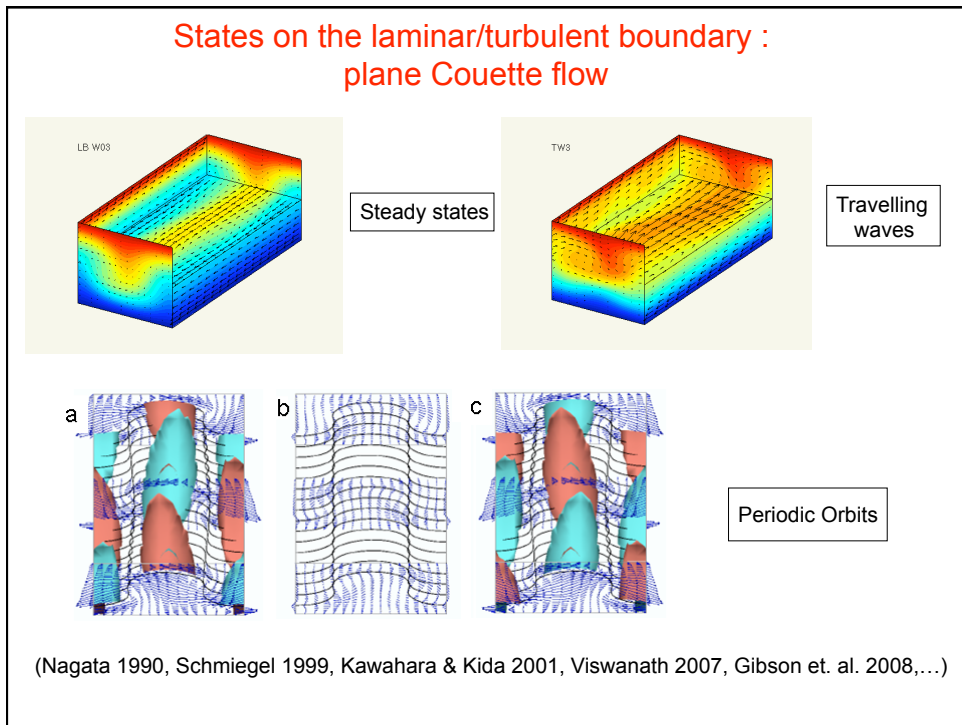 States on the laminar/turbulent boundary :
plane Couette flow
LB W03
Steady states
TW3
Travelling
waves
a
b
c
Periodic Orbits
(Nagata 1990, Schmiegel 1999, Kawahara & Kida 2001, Viswanath 2007, Gibson et. al. 2008,…)